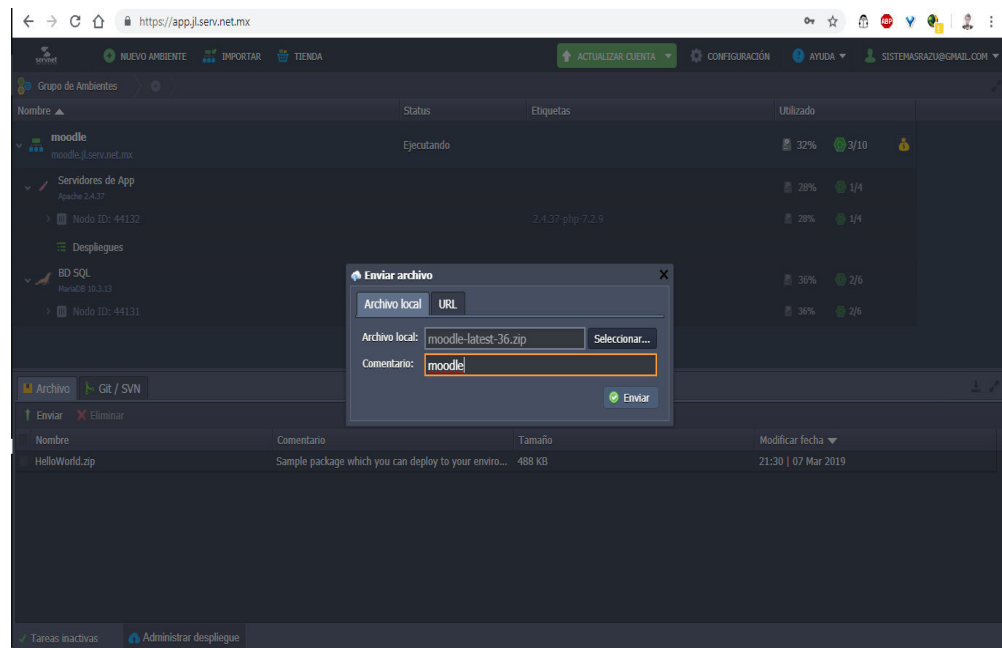 https://app.jl.serv.net.mx
servnet NUEVO AMBIENTE IMPORTAR TIENDA ACTUALIZAR CUENTA CONFIGURACIÓN AYUDA SISTEMASRAZU@GMAIL.COM
Grupo de Ambientes
Nombre Status Etiquetas Utilizado
moodle Ejecutando 32% 3/10
moodle.jl.serv.net.mx
Servidores de App 28% 1/4
Apache 2.4.37
Nodo ID: 44132 2.4.37-php-7.2.9 28% 1/4
Despliegues
BD SQL 36% 2/6
MariaDB 10.3.13
Nodo ID: 44131 36% 2/6
Enviar archivo
Archivo local URL
Archivo local: moodle-latest-36.zip Seleccionar...
Comentario: moodle
Enviar
Archivo Git / SVN
Enviar Eliminar
Nombre Comentario Tamaño Modificar fecha
HelloWorld.zip Sample package which you can deploy to your enviro... 488 KB 21:30 | 07 Mar 2019
Tareas inactivas Administrar despliegue